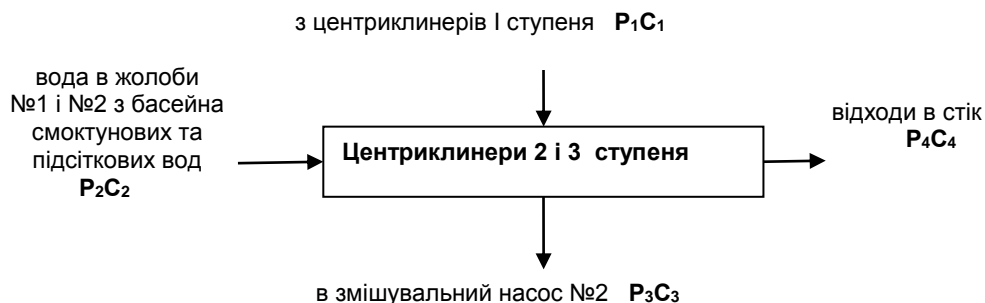 з центриклинерів І ступеня P₁C₁
вода в жолоби
№1 і №2 з басейна
смоктунових та
підсіткових вод
P₂C₂
Центриклинери 2 і 3 ступеня
відходи в стік
P₄C₄
в змішувальний насос №2 P₃C₃